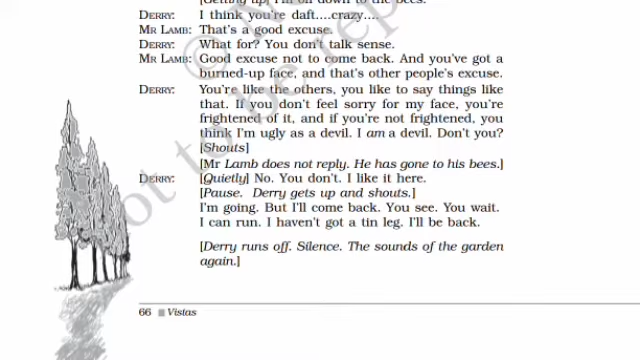 [Getting up] I'm off down to the bees.
DERRY: I think you're daft....crazy....
MR LAMB: That's a good excuse.
DERRY: What for? You don't talk sense.
MR LAMB: Good excuse not to come back. And you've got a
burned-up face, and that's other people's excuse.
DERRY: You're like the others, you like to say things like
that. If you don't feel sorry for my face, you're
frightened of it, and if you're not frightened, you
think I'm ugly as a devil. I am a devil. Don't you?
[Shouts]
[Mr Lamb does not reply. He has gone to his bees.]
DERRY: [Quietly] No. You don't. I like it here.
[Pause. Derry gets up and shouts.]
I'm going. But I'll come back. You see. You wait.
I can run. I haven't got a tin leg. I'll be back.
[Derry runs off. Silence. The sounds of the garden
again.]
66 Vistas